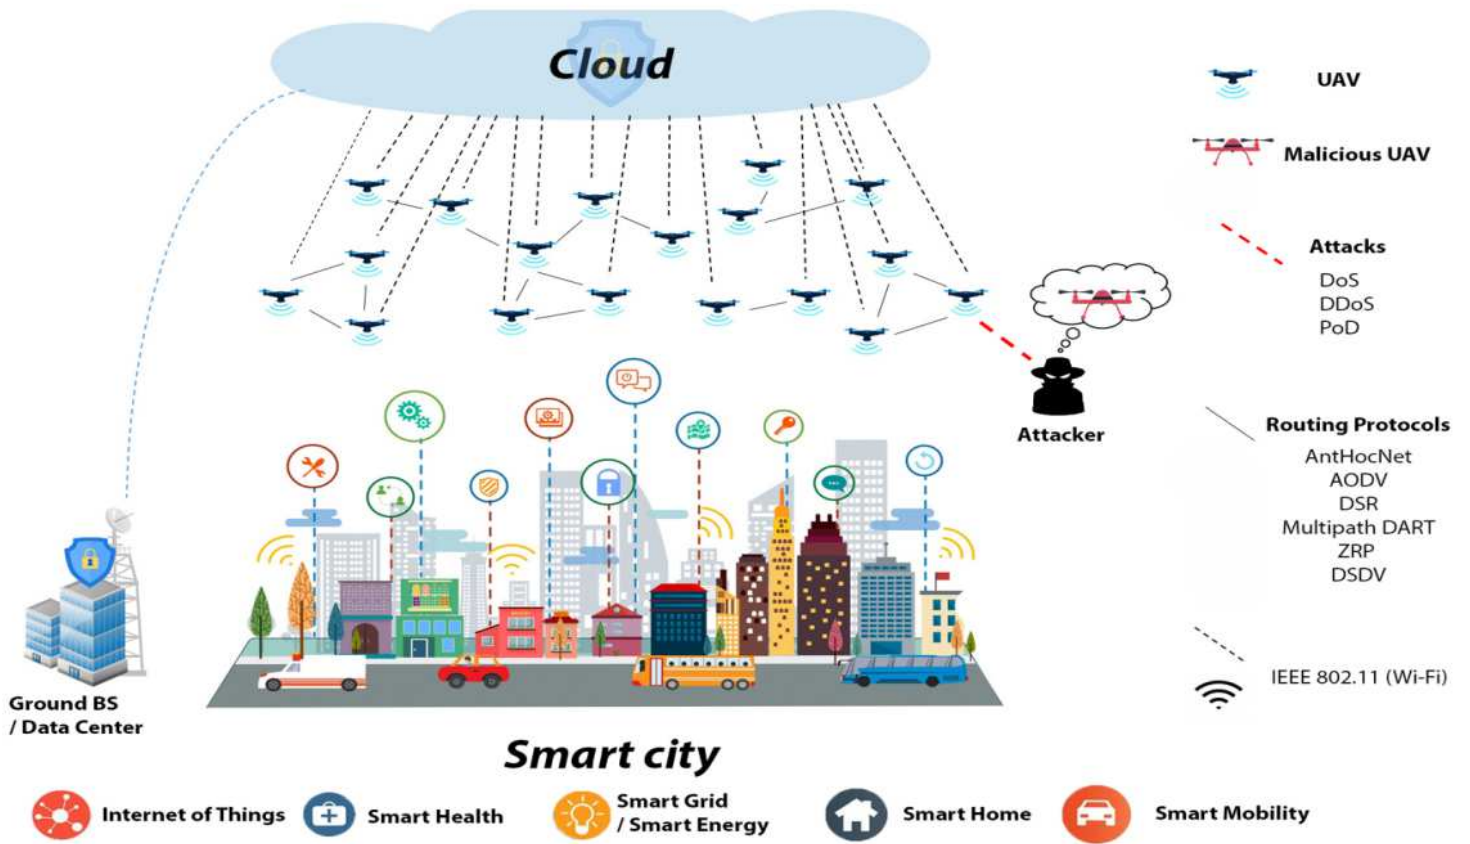 Cloud
UAV
Malicious UAV
Attacks
DoS
DDoS
PoD
Attacker
Routing Protocols
AntHocNet
AODV
DSR
Multipath DART
ZRP
DSDV
IEEE 802.11 (Wi-Fi)
Ground BS
/ Data Center
Smart city
Internet of Things
Smart Health
Smart Grid
/ Smart Energy
Smart Home
Smart Mobility